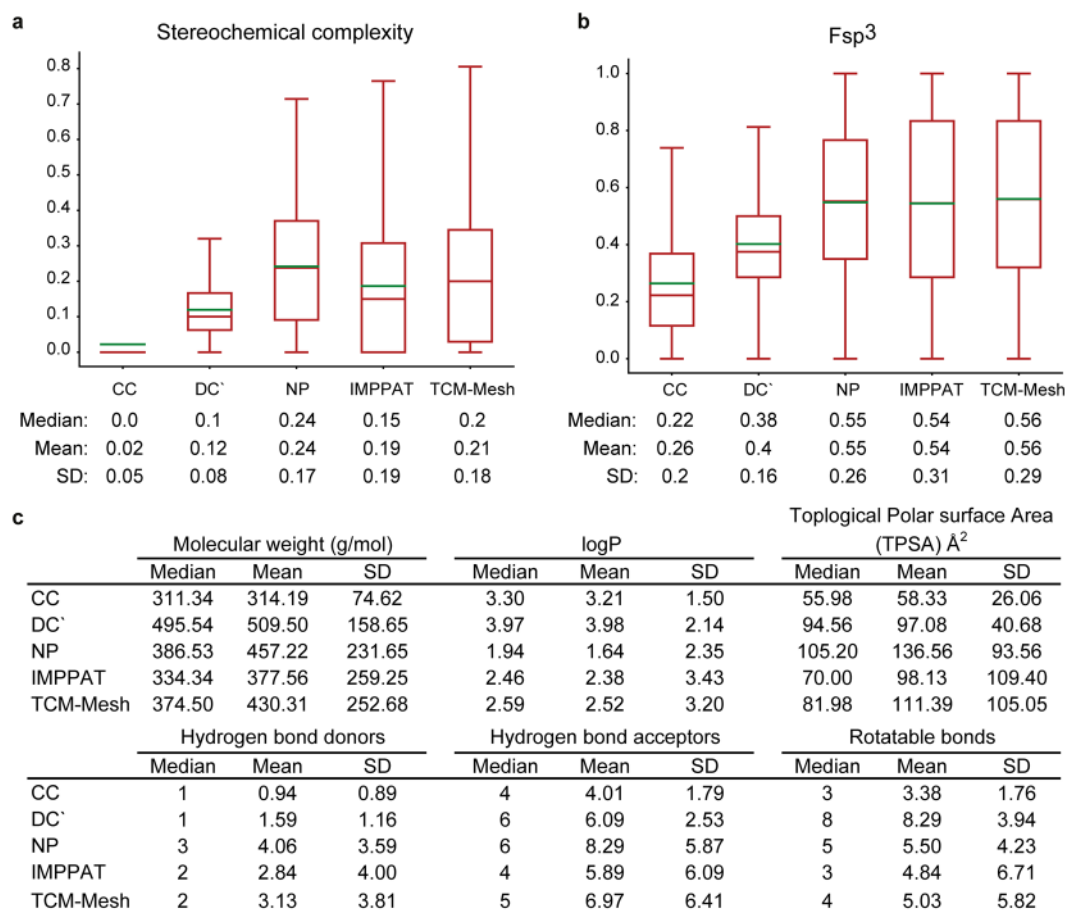 a
Stereochemical complexity
0.8
0.7
0.6
0.5
0.4
0.3
0.2
0.1
0.0
CC DC` NP IMPPAT TCM-Mesh
Median: 0.0 0.1 0.24 0.15 0.2
Mean: 0.02 0.12 0.24 0.19 0.21
SD: 0.05 0.08 0.17 0.19 0.18
b
Fsp3
1.0
0.8
0.6
0.4
0.2
0.0
CC DC` NP IMPPAT TCM-Mesh
0.22 0.38 0.55 0.54 0.56
0.26 0.4 0.55 0.54 0.56
0.2 0.16 0.26 0.31 0.29
c
Molecular weight (g/mol) logP Toplogical Polar surface Area (TPSA) Å2
Median Mean SD Median Mean SD Median Mean SD
CC 311.34 314.19 74.62 3.30 3.21 1.50 55.98 58.33 26.06
DC` 495.54 509.50 158.65 3.97 3.98 2.14 94.56 97.08 40.68
NP 386.53 457.22 231.65 1.94 1.64 2.35 105.20 136.56 93.56
IMPPAT 334.34 377.56 259.25 2.46 2.38 3.43 70.00 98.13 109.40
TCM-Mesh 374.50 430.31 252.68 2.59 2.52 3.20 81.98 111.39 105.05
Hydrogen bond donors Hydrogen bond acceptors Rotatable bonds
Median Mean SD Median Mean SD Median Mean SD
CC 1 0.94 0.89 4 4.01 1.79 3 3.38 1.76
DC` 1 1.59 1.16 6 6.09 2.53 8 8.29 3.94
NP 3 4.06 3.59 6 8.29 5.87 5 5.50 4.23
IMPPAT 2 2.84 4.00 4 5.89 6.09 3 4.84 6.71
TCM-Mesh 2 3.13 3.81 5 6.97 6.41 4 5.03 5.82